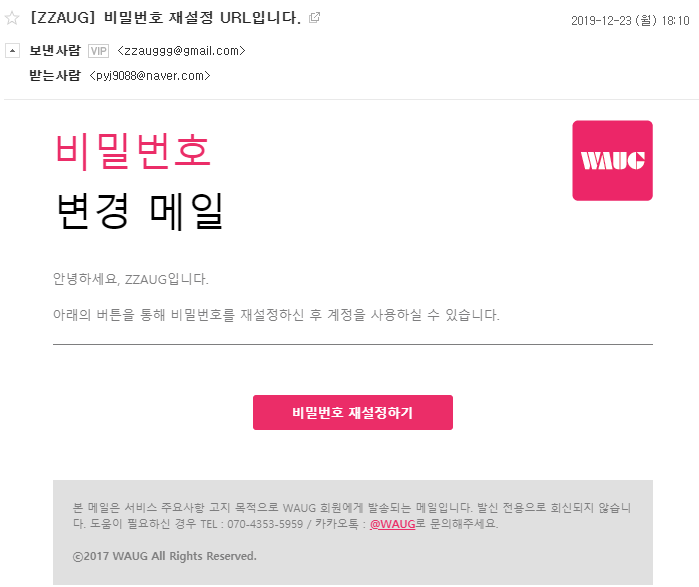 [ZZAUG] 비밀번호 재설정 URL입니다.
2019-12-23 (월) 18:10
보낸사람 VIP <zzauggg@gmail.com>
받는사람 <pyj9088@naver.com>
비밀번호
WAUG
변경 메일
안녕하세요, ZZAUG입니다.
아래의 버튼을 통해 비밀번호를 재설정하신 후 계정을 사용하실 수 있습니다.
비밀번호 재설정하기
본 메일은 서비스 주요사항 고지 목적으로 WAUG 회원에게 발송되는 메일입니다. 발신 전용으로 회신되지 않습니
다. 도움이 필요하신 경우 TEL : 070-4353-5959 / 카카오톡 : @WAUG로 문의해주세요.
©2017 WAUG All Rights Reserved.